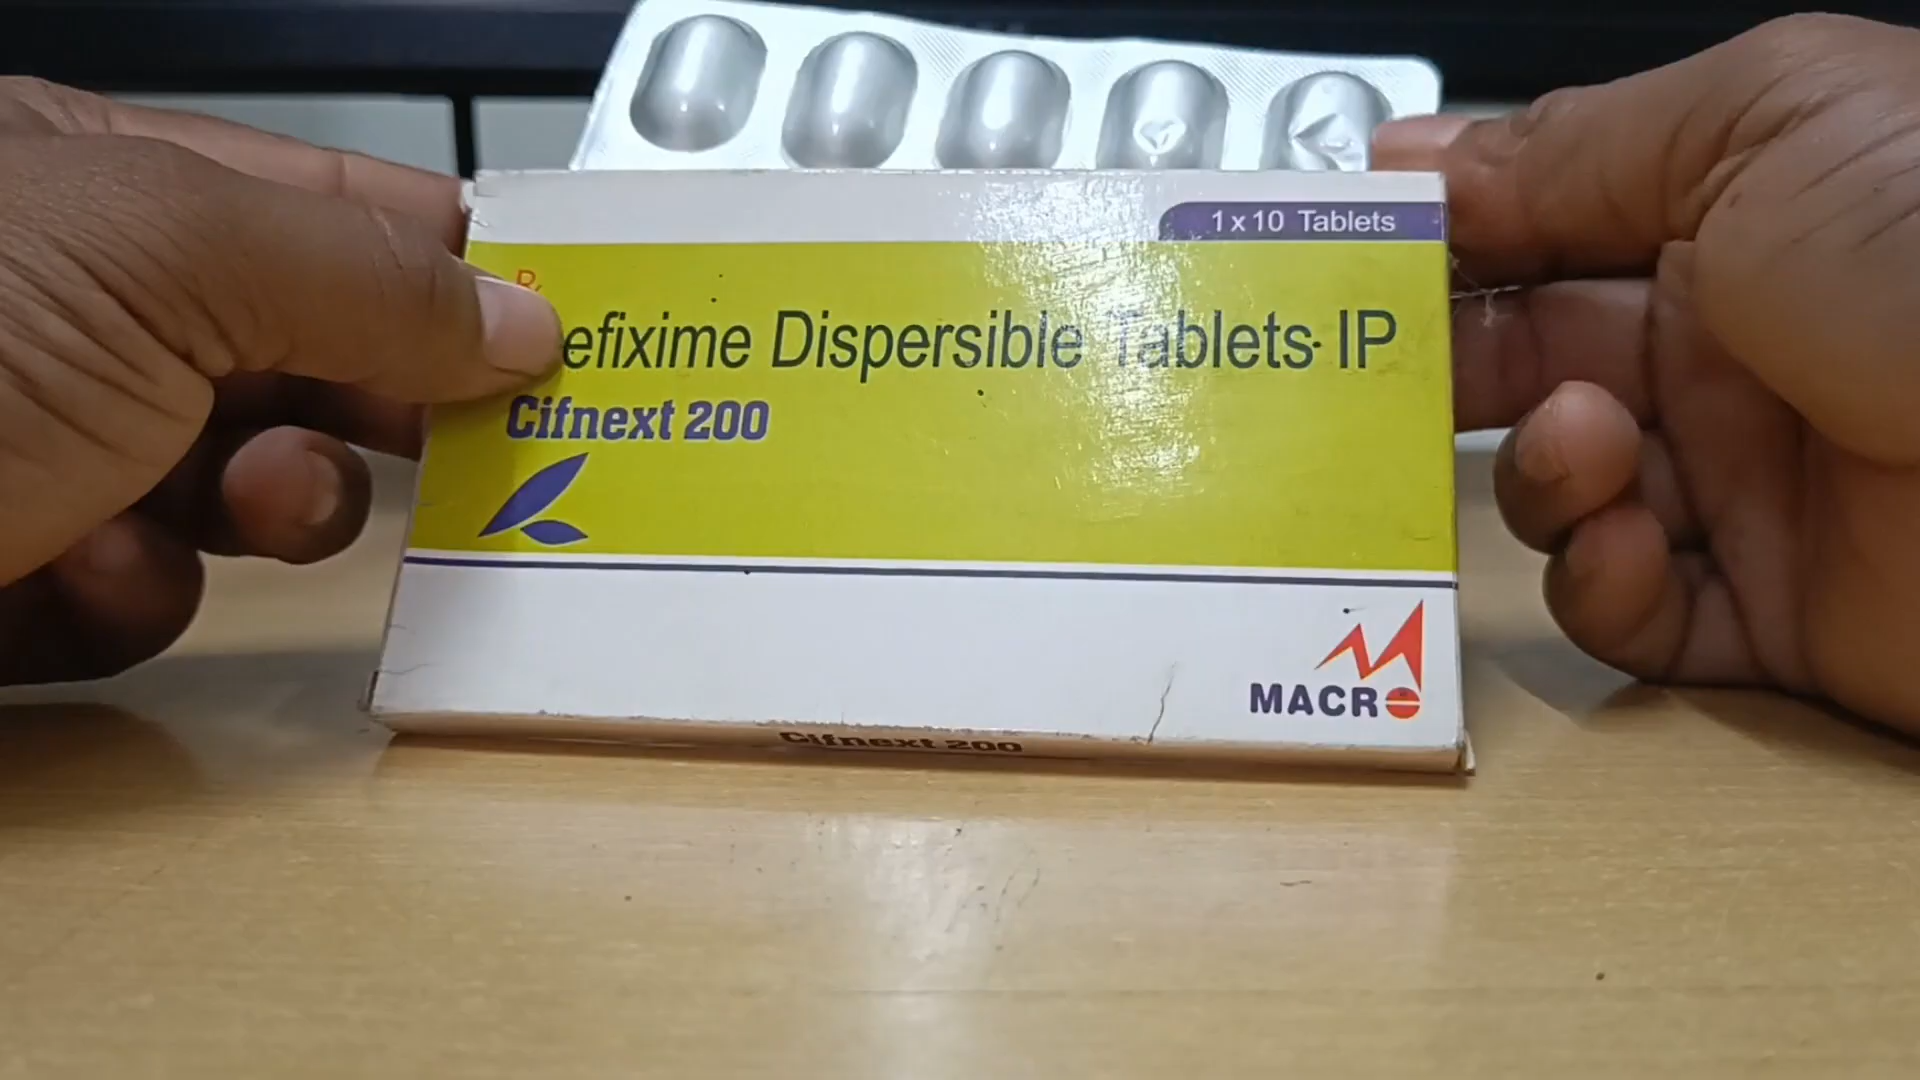 1 x 10 Tablets
efixime Dispersible Tablets IP
Cifnext 200
MACRO
Cifnext 200